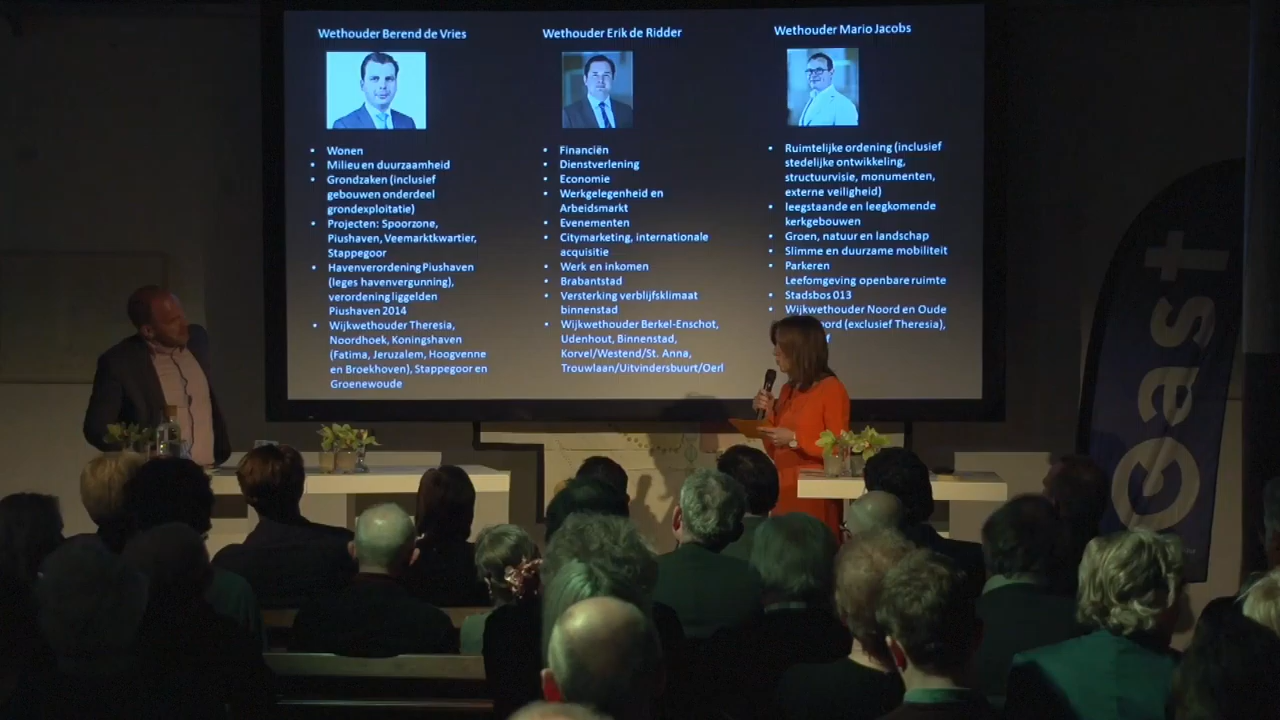 Wethouder Berend de Vries
• Wonen
• Milieu en duurzaamheid
• Grondzaken (inclusief
gebouwen onderdeel
grondexploitatie)
• Projecten: Spoorzone,
Piushaven, Veemarktkwartier,
Stappegoor
• Havenverordening Piushaven
(leges havenvergunning),
verordening liggelden
Piushaven 2014
• Wijkwethouder Theresia,
Noordhoek, Koningshaven
(Fatima, Jeruzalem, Hoogvenne
en Broekhoven), Stappegoor en
Groenewoude
Wethouder Erik de Ridder
• Financiën
• Dienstverlening
• Economie
• Werkgelegenheid en
Arbeidsmarkt
• Evenementen
• Citymarketing, internationale
acquisitie
• Werk en inkomen
• Brabantstad
• Versterking verblijfsklimaat
binnenstad
• Wijkwethouder Berkel-Enschot,
Udenhout, Binnenstad,
Korvel/Westend/St. Anna,
Trouwlaan/Uitvindersbuurt/Oerl
Wethouder Mario Jacobs
• Ruimtelijke ordening (inclusief
stedelijke ontwikkeling,
structuurvisie, monumenten,
externe veiligheid)
• leegstaande en leegkomende
kerkgebouwen
• Groen, natuur en landschap
• Slimme en duurzame mobiliteit
• Parkeren
Leefomgeving openbare ruimte
• Stadsbos 013
• Wijkwethouder Noord en Oude
(exclusief Theresia),
cast